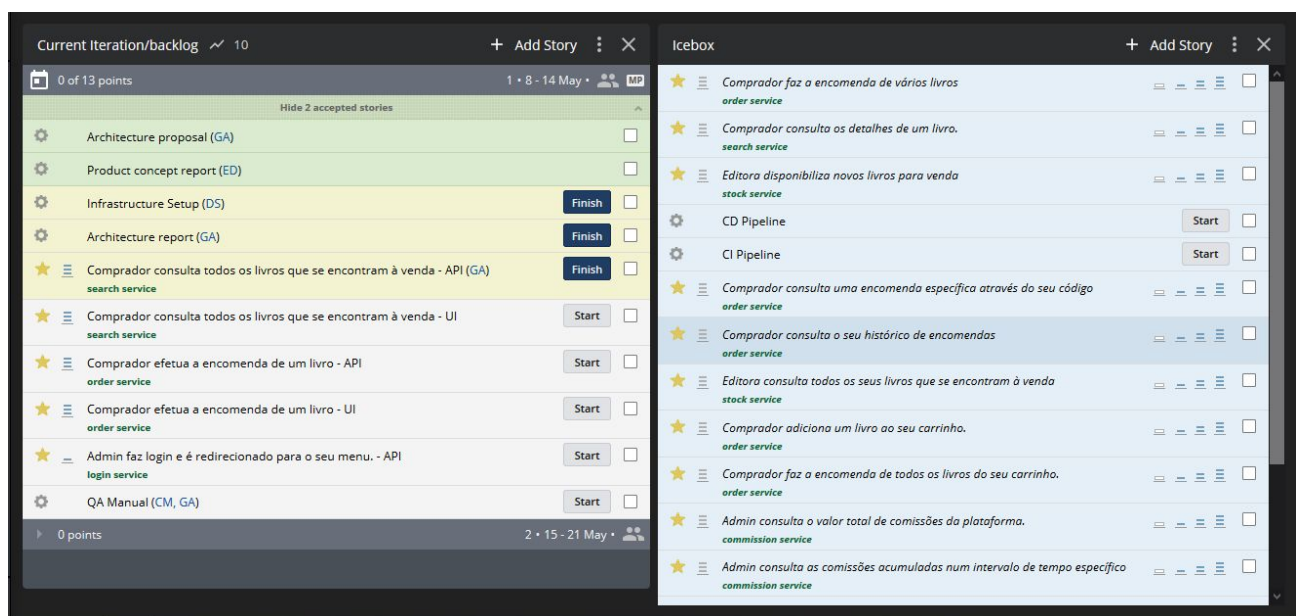 Current Iteration/backlog 10 + Add Story
0 of 13 points 1 • 8 - 14 May • MP
Hide 2 accepted stories
Architecture proposal (GA)
Product concept report (ED)
Infrastructure Setup (DS) Finish
Architecture report (GA) Finish
Comprador consulta todos os livros que se encontram à venda - API (GA) Finish
search service
Comprador consulta todos os livros que se encontram à venda - UI Start
search service
Comprador efetua a encomenda de um livro - API Start
order service
Comprador efetua a encomenda de um livro - UI Start
order service
Admin faz login e é redirecionado para o seu menu. - API Start
login service
QA Manual (CM, GA) Start
0 points 2 • 15 - 21 May •
Icebox + Add Story
Comprador faz a encomenda de vários livros
order service
Comprador consulta os detalhes de um livro.
search service
Editora disponibiliza novos livros para venda
stock service
CD Pipeline Start
CI Pipeline Start
Comprador consulta uma encomenda específica através do seu código
order service
Comprador consulta o seu histórico de encomendas
order service
Editora consulta todos os seus livros que se encontram à venda
stock service
Comprador adiciona um livro ao seu carrinho.
order service
Comprador faz a encomenda de todos os livros do seu carrinho.
order service
Admin consulta o valor total de comissões da plataforma.
commission service
Admin consulta as comissões acumuladas num intervalo de tempo específico
commission service